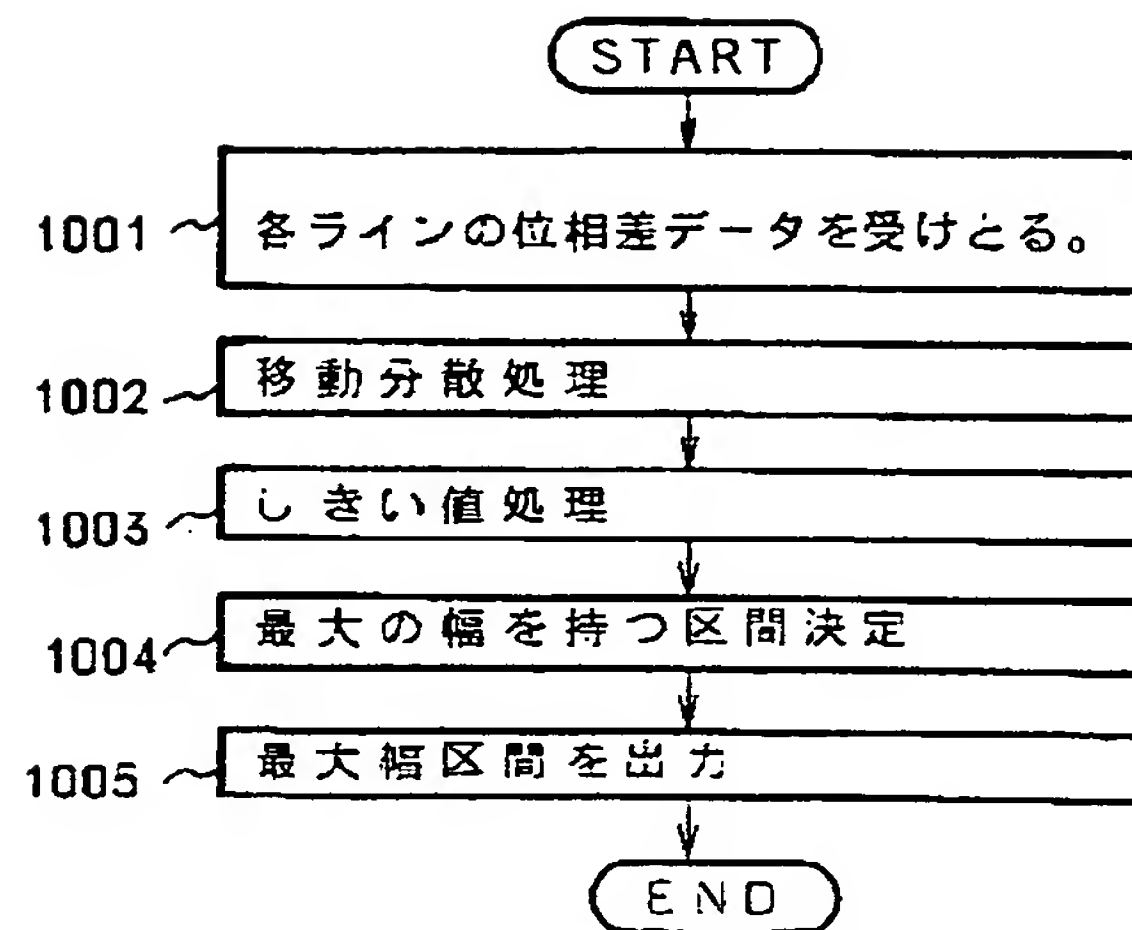 START
1001 各ラインの位相差データを受けとる。
1002 移動分散処理
1003 しきい値処理
1004 最大の幅を持つ区間決定
1005 最大幅区間を出力
END